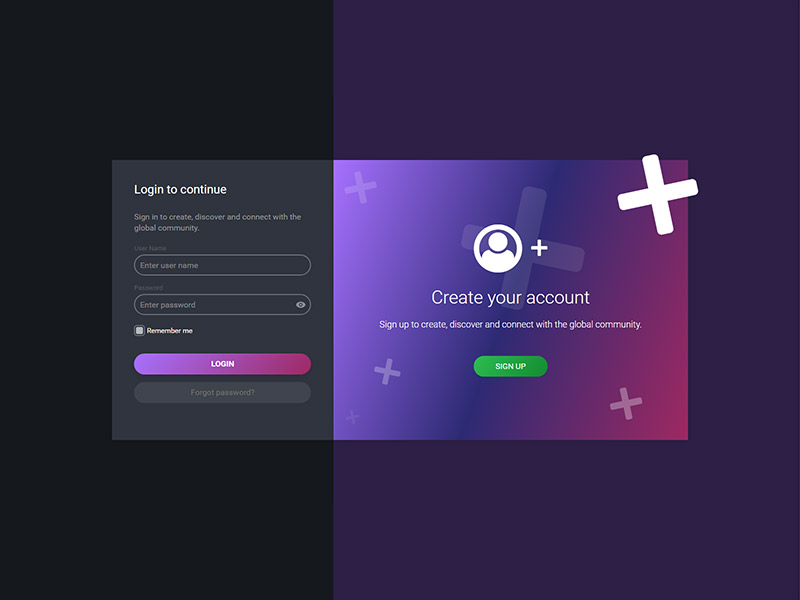 Login to continue
Sign in to create, discover and connect with the
global community.
User Name
Enter user name
Password
Enter password
Remember me
LOGIN
Forgot password?
Create your account
Sign up to create, discover and connect with the global community.
SIGN UP